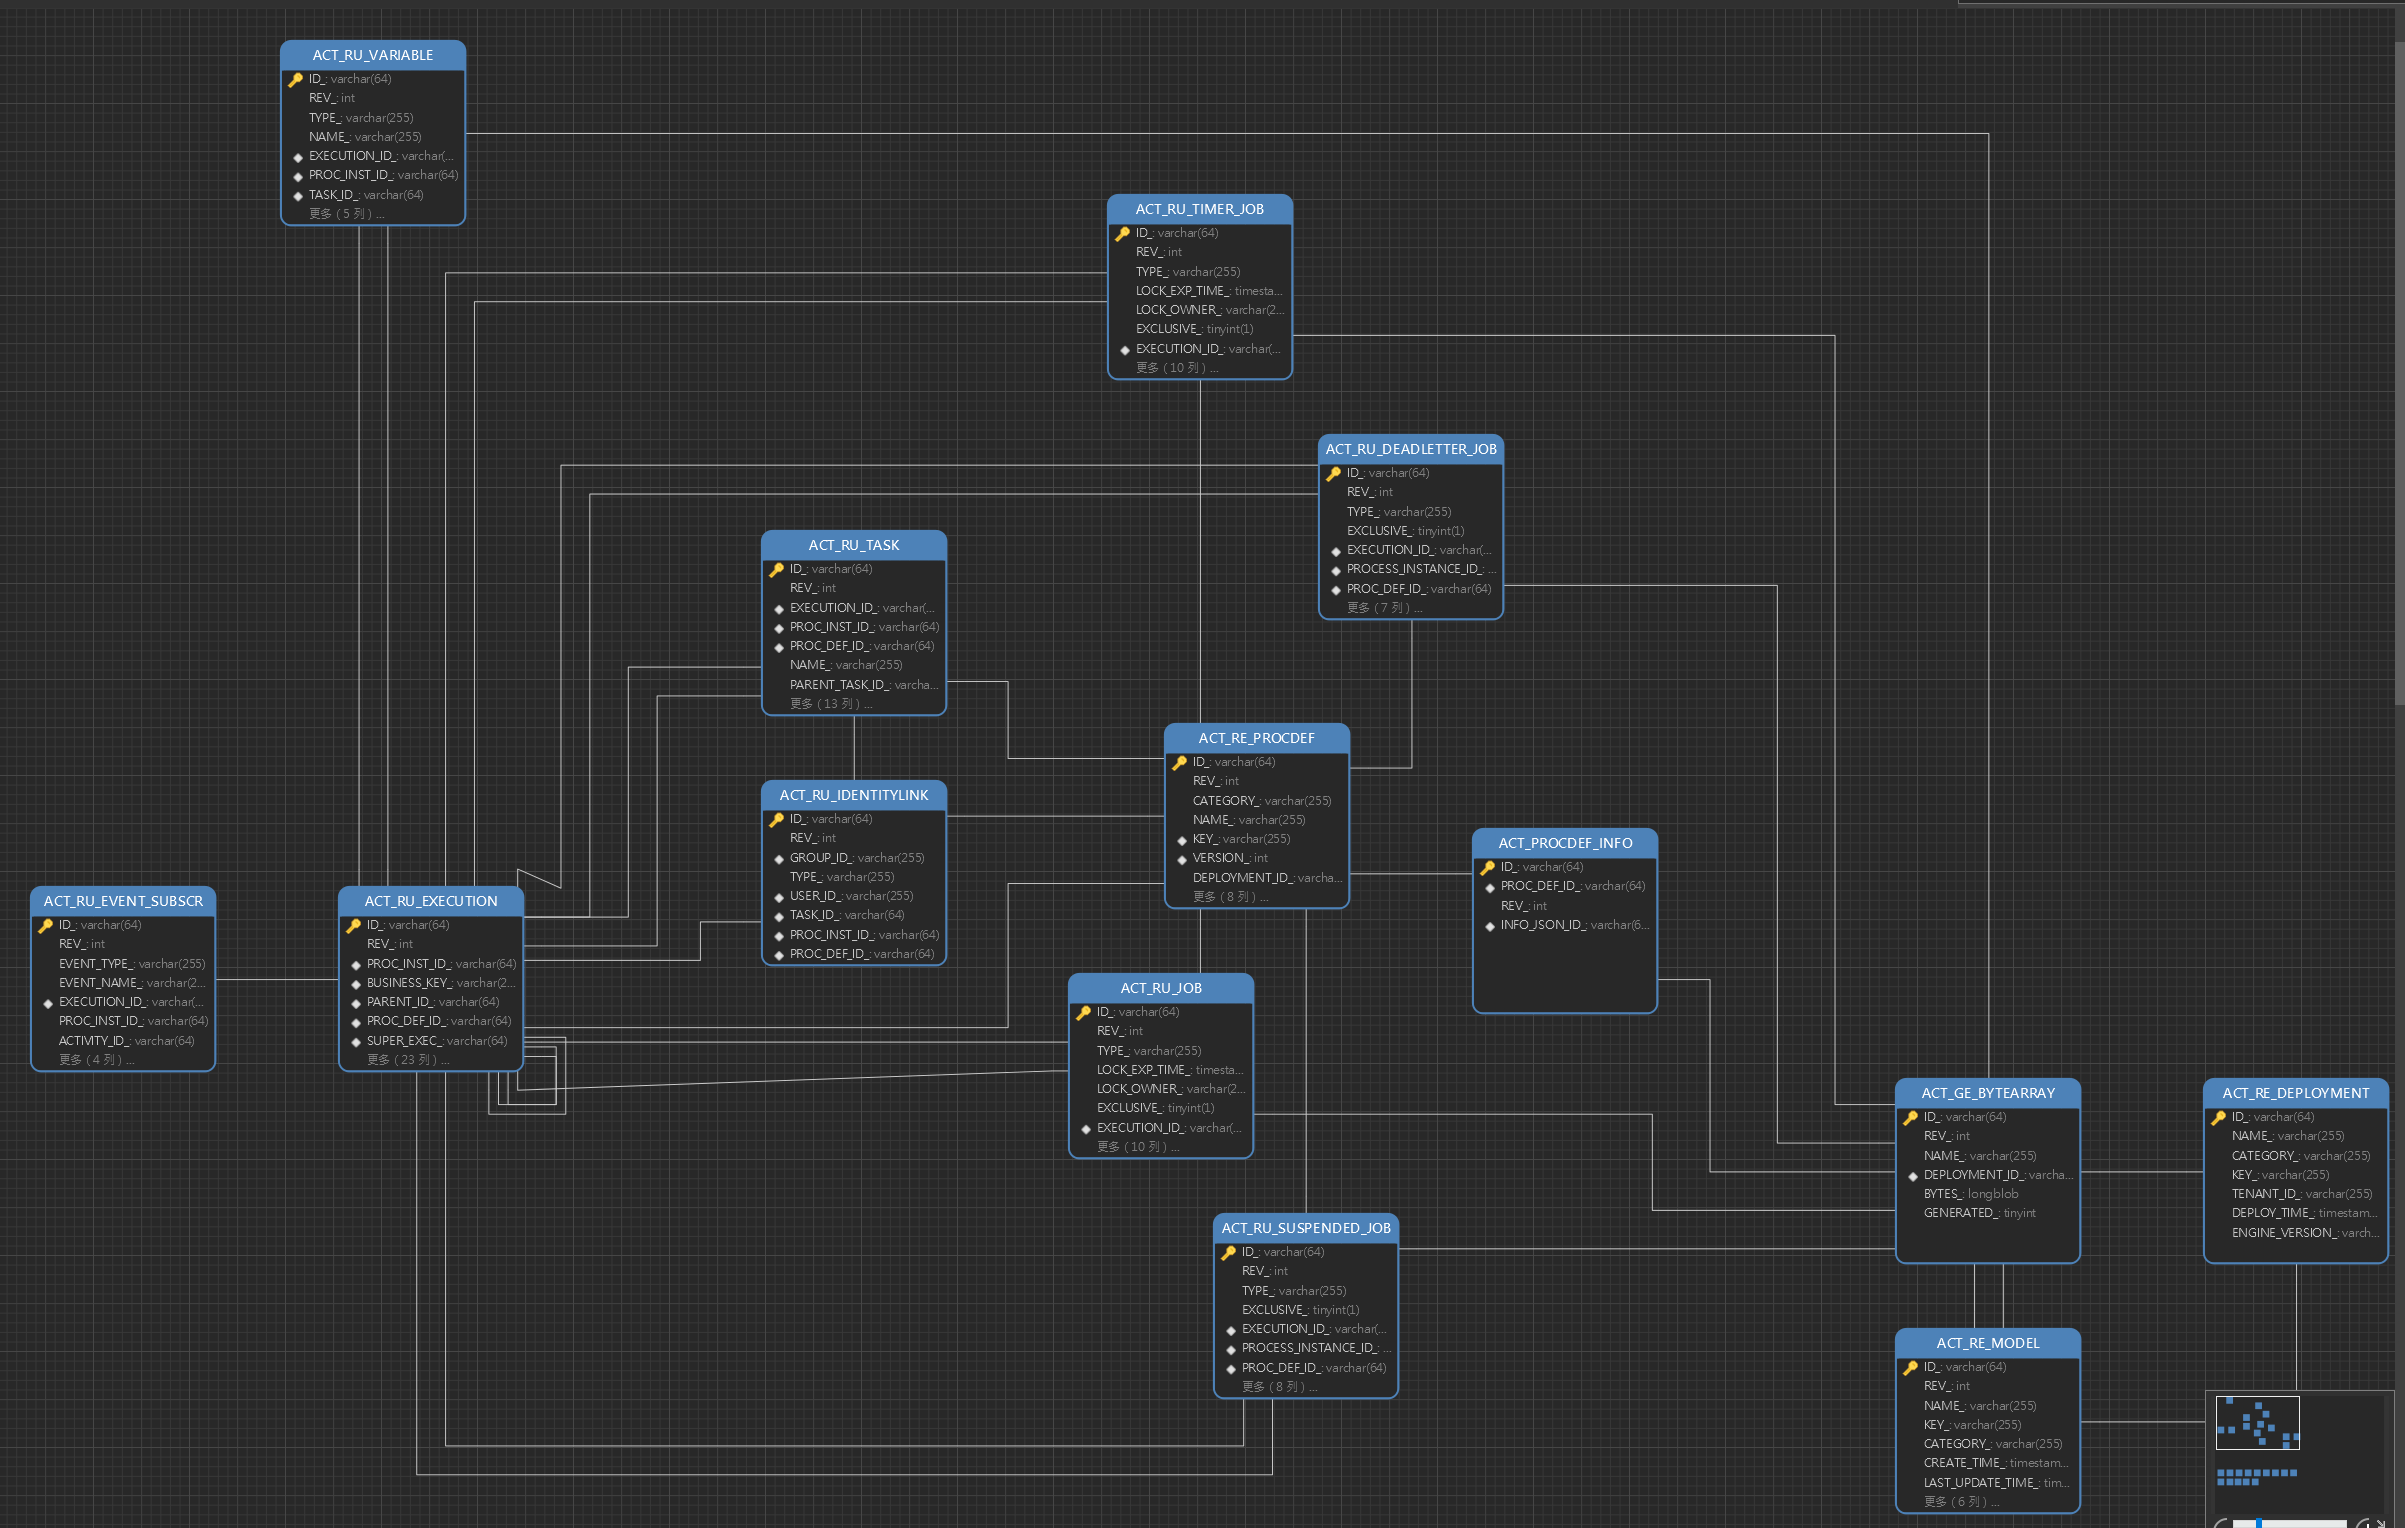 ACT_RU_VARIABLE
ID_: varchar(64)
REV_: int
TYPE_: varchar(255)
NAME_: varchar(255)
EXECUTION_ID_: varchar(...
PROC_INST_ID_: varchar(64)
TASK_ID_: varchar(64)
更多 ( 5 列 ) ...
ACT_RU_TIMER_JOB
ID_: varchar(64)
REV_: int
TYPE_: varchar(255)
LOCK_EXP_TIME_: timesta...
LOCK_OWNER_: varchar(2...
EXCLUSIVE_: tinyint(1)
EXECUTION_ID_: varchar(...
更多 ( 10 列 ) ...
ACT_RU_DEADLETTER_JOB
ID_: varchar(64)
REV_: int
TYPE_: varchar(255)
EXCLUSIVE_: tinyint(1)
EXECUTION_ID_: varchar(...
PROCESS_INSTANCE_ID_: ...
PROC_DEF_ID_: varchar(64)
更多 ( 7 列 ) ...
ACT_RU_TASK
ID_: varchar(64)
REV_: int
EXECUTION_ID_: varchar(...
PROC_INST_ID_: varchar(64)
PROC_DEF_ID_: varchar(64)
NAME_: varchar(255)
PARENT_TASK_ID_: varcha...
更多 ( 13 列 ) ...
ACT_RE_PROCDEF
ID_: varchar(64)
REV_: int
CATEGORY_: varchar(255)
NAME_: varchar(255)
KEY_: varchar(255)
VERSION_: int
DEPLOYMENT_ID_: varcha...
更多 ( 8 列 ) ...
ACT_RU_IDENTITYLINK
ID_: varchar(64)
REV_: int
GROUP_ID_: varchar(255)
TYPE_: varchar(255)
USER_ID_: varchar(255)
TASK_ID_: varchar(64)
PROC_INST_ID_: varchar(64)
PROC_DEF_ID_: varchar(64)
ACT_PROCDEF_INFO
ID_: varchar(64)
PROC_DEF_ID_: varchar(64)
REV_: int
INFO_JSON_ID_: varchar(6...
ACT_RU_EVENT_SUBSCR
ID_: varchar(64)
REV_: int
EVENT_TYPE_: varchar(255)
EVENT_NAME_: varchar(2...
EXECUTION_ID_: varchar(...
PROC_INST_ID_: varchar(64)
ACTIVITY_ID_: varchar(64)
更多 ( 4 列 ) ...
ACT_RU_EXECUTION
ID_: varchar(64)
REV_: int
PROC_INST_ID_: varchar(64)
BUSINESS_KEY_: varchar(2...
PARENT_ID_: varchar(64)
PROC_DEF_ID_: varchar(64)
SUPER_EXEC_: varchar(64)
更多 ( 23 列 ) ...
ACT_RU_JOB
ID_: varchar(64)
REV_: int
TYPE_: varchar(255)
LOCK_EXP_TIME_: timesta...
LOCK_OWNER_: varchar(2...
EXCLUSIVE_: tinyint(1)
EXECUTION_ID_: varchar(...
更多 ( 10 列 ) ...
ACT_GE_BYTEARRAY
ID_: varchar(64)
REV_: int
NAME_: varchar(255)
DEPLOYMENT_ID_: varcha...
BYTES_: longblob
GENERATED_: tinyint
ACT_RE_DEPLOYMENT
ID_: varchar(64)
NAME_: varchar(255)
CATEGORY_: varchar(255)
KEY_: varchar(255)
TENANT_ID_: varchar(255)
DEPLOY_TIME_: timestam...
ENGINE_VERSION_: varch...
ACT_RU_SUSPENDED_JOB
ID_: varchar(64)
REV_: int
TYPE_: varchar(255)
EXCLUSIVE_: tinyint(1)
EXECUTION_ID_: varchar(...
PROCESS_INSTANCE_ID_: ...
PROC_DEF_ID_: varchar(64)
更多 ( 8 列 ) ...
ACT_RE_MODEL
ID_: varchar(64)
REV_: int
NAME_: varchar(255)
KEY_: varchar(255)
CATEGORY_: varchar(255)
CREATE_TIME_: timestam...
LAST_UPDATE_TIME_: tim...
更多 ( 6 列 ) ...